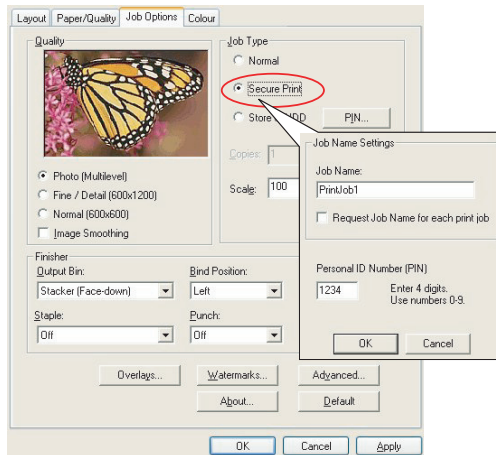 Layout Paper/Quality Job Options Colour
Quality
Photo (Multilevel)
Fine / Detail (600x1200)
Normal (600x600)
Image Smoothing
Job Type
Normal
Secure Print
Store DD PIN...
Copies: 1
Scale: 100
Job Name Settings
Job Name:
PrintJob1
Request Job Name for each print job
Personal ID Number (PIN)
1234 Enter 4 digits.
Use numbers 0-9.
OK Cancel
Finisher
Output Bin: Bind Position:
Stacker (Face-down) Left
Staple: Punch:
Off Off
Overlays... Watermarks... Advanced...
About... Default
OK Cancel Apply